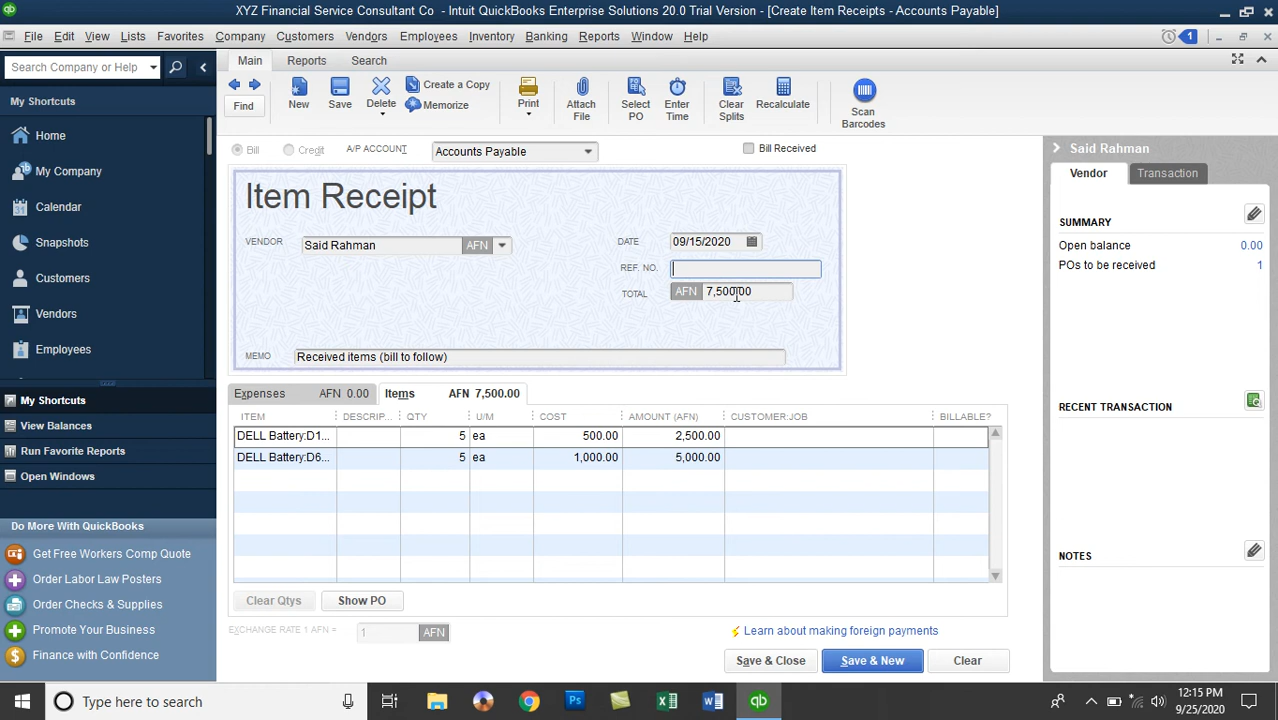 XYZ Financial Service Consultant Co - Intuit QuickBooks Enterprise Solutions 20.0 Trial Version - [Create Item Receipts - Accounts Payable]
File Edit View Lists Favorites Company Customers Vendors Employees Inventory Banking Reports Window Help
1
Search Company or Help
My Shortcuts
Home
My Company
Calendar
Snapshots
Customers
Vendors
Employees
My Shortcuts
View Balances
Run Favorite Reports
Open Windows
Do More With QuickBooks
Get Free Workers Comp Quote
Order Labor Law Posters
Order Checks & Supplies
Promote Your Business
Finance with Confidence
Main Reports Search
Find
New
Save
Delete
Create a Copy
Memorize
Print
Attach File
Select PO
Enter Time
Clear Splits
Recalculate
Scan Barcodes
Bill Credit A/P ACCOUNT Accounts Payable Bill Received
Item Receipt
VENDOR Said Rahman AFN
DATE 09/15/2020
REF. NO.
TOTAL AFN 7,500.00
MEMO Received items (bill to follow)
Expenses AFN 0.00 Items AFN 7,500.00
ITEM DESCRIP... QTY U/M COST AMOUNT (AFN) CUSTOMER:JOB BILLABLE?
DELL Battery:D1... 5 ea 500.00 2,500.00
DELL Battery:D6... 5 ea 1,000.00 5,000.00
Clear Qtys Show PO
EXCHANGE RATE 1 AFN = 1 AFN
Learn about making foreign payments
Save & Close Save & New Clear
Said Rahman
Vendor Transaction
SUMMARY
Open balance 0.00
POs to be received 1
RECENT TRANSACTION
NOTES
Type here to search
Ps
12:15 PM
9/25/2020